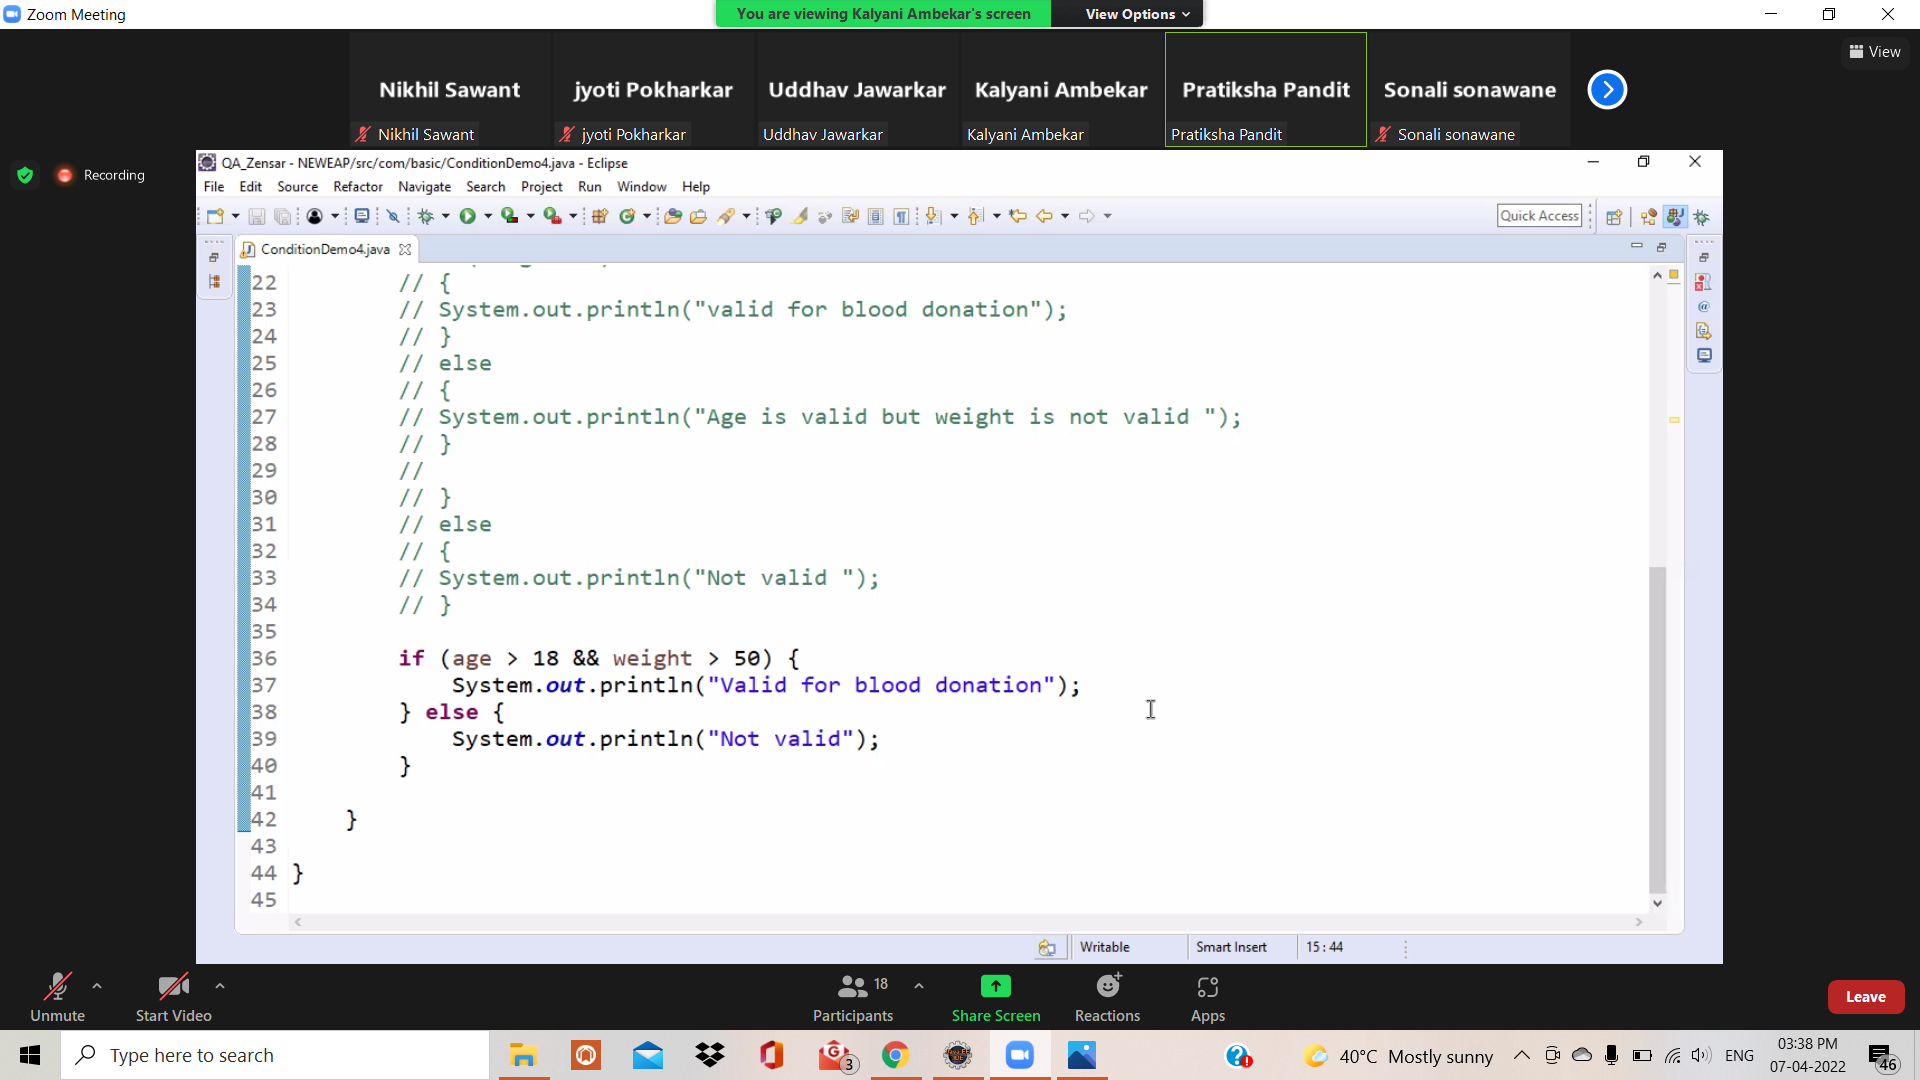 Zoom Meeting
You are viewing Kalyani Ambekar's screen
View Options
View
Nikhil Sawant
jyoti Pokharkar
Uddhav Jawarkar
Kalyani Ambekar
Pratiksha Pandit
Sonali sonawane
Nikhil Sawant
jyoti Pokharkar
Uddhav Jawarkar
Kalyani Ambekar
Pratiksha Pandit
Sonali sonawane
Recording
QA_Zensar - NEWEAP/src/com/basic/ConditionDemo4.java - Eclipse
File Edit Source Refactor Navigate Search Project Run Window Help
Quick Access
ConditionDemo4.java
22 // {
23 // System.out.println("valid for blood donation");
24 // }
25 // else
26 // {
27 // System.out.println("Age is valid but weight is not valid ");
28 // }
29 //
30 // }
31 // else
32 // {
33 // System.out.println("Not valid ");
34 // }
35
36 if (age > 18 && weight > 50) {
37 System.out.println("Valid for blood donation");
38 } else {
39 System.out.println("Not valid");
40 }
41
42 }
43
44 }
45
Writable Smart Insert 15 : 44
Unmute
Start Video
18
Participants
Share Screen
Reactions
Apps
Leave
Type here to search
3
40°C Mostly sunny
ENG
03:38 PM
07-04-2022
46